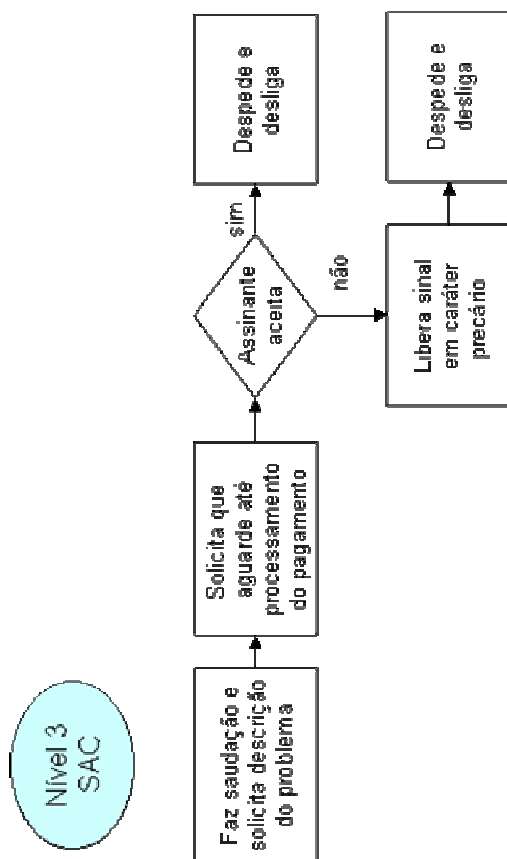 Nível 3
SAC
Faz saudação e
solicita descrição
do problema
Solicita que
aguarde até
processamento
do pagamento
Assinante
aceita
sim
Despede e
desliga
não
Libera sinal
em caráter
precário
Despede e
desliga